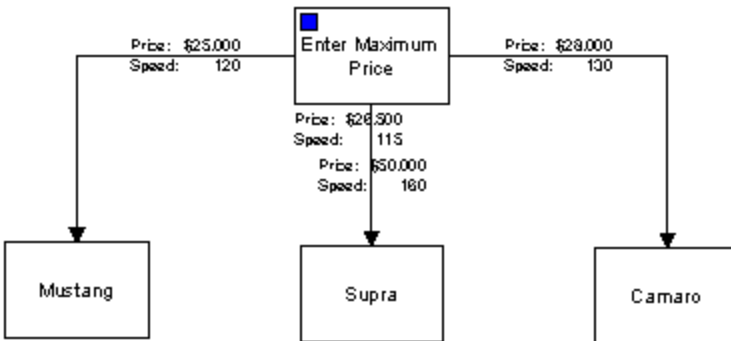 Enter Maximum
Price
Price: $25,000
Speed: 120
Price: $28,000
Speed: 130
Price: $26,500
Speed: 115
Price: $50,000
Speed: 160
Mustang
Supra
Camaro